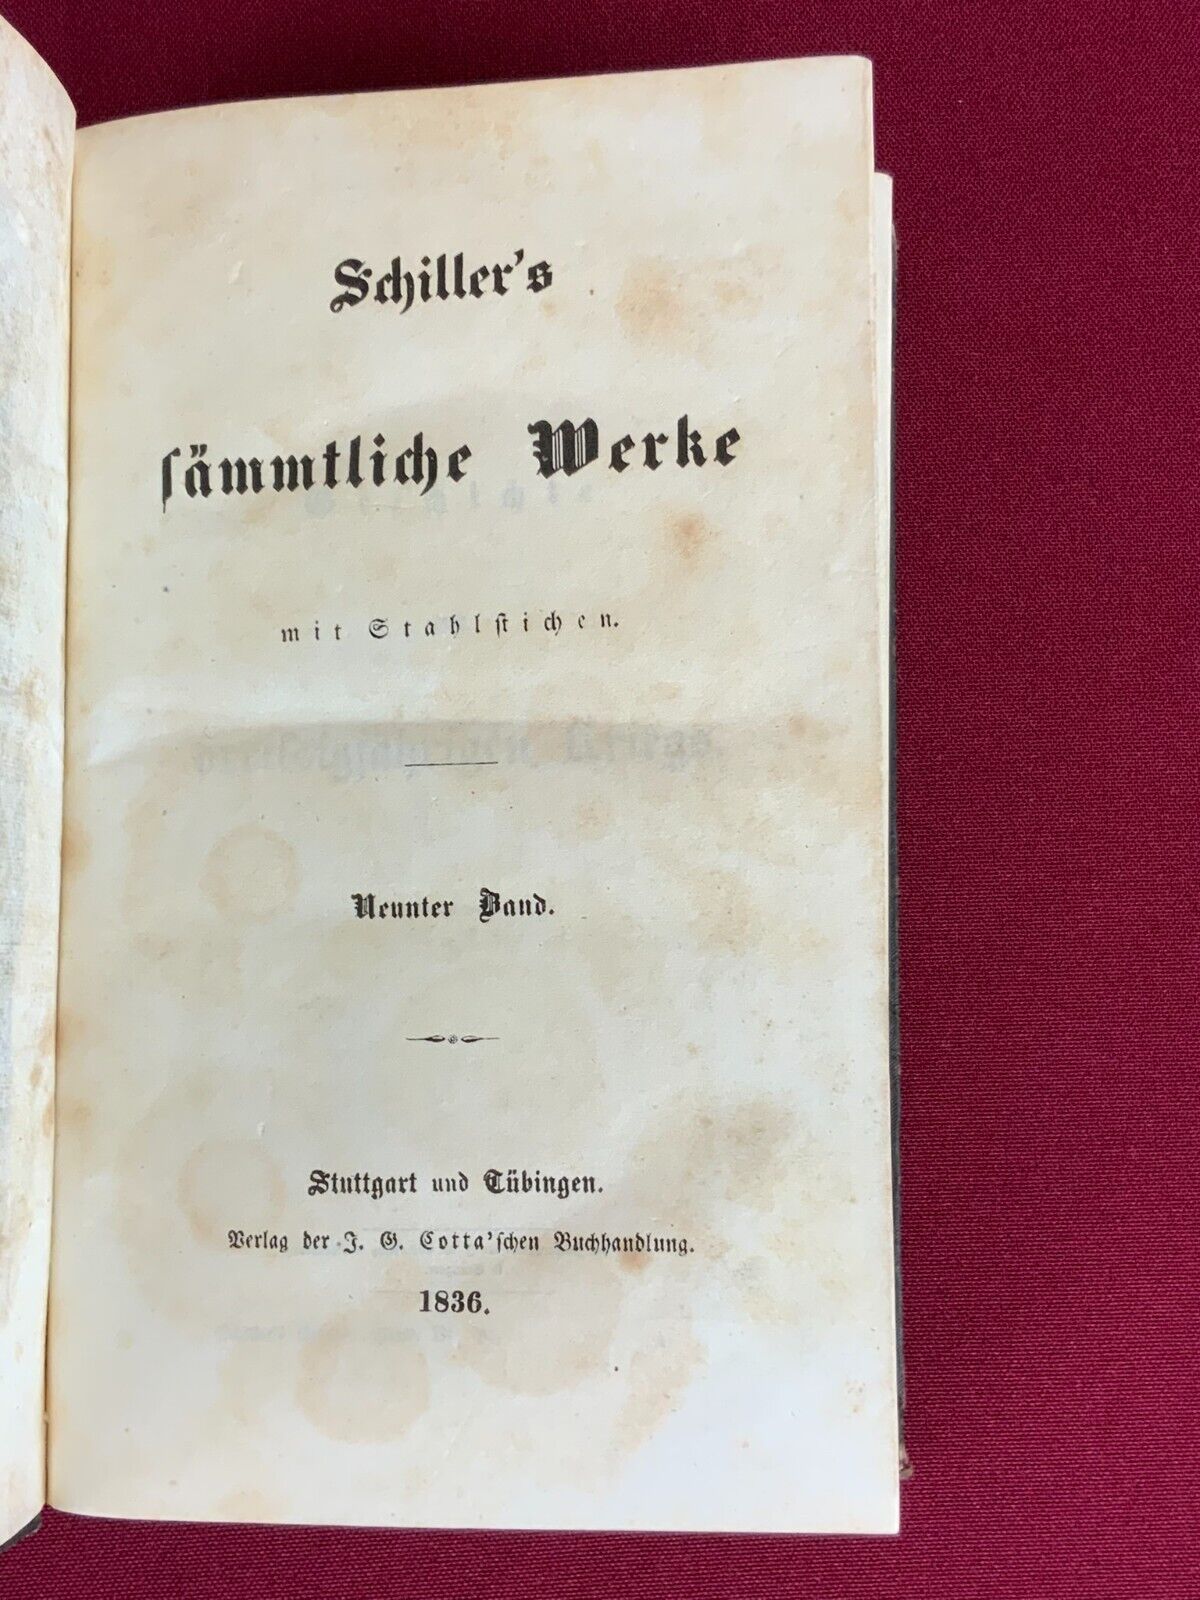 Schiller's
ſämmtliche Werke
mit Stahlſtichen.
Neunter Band.
Stuttgart und Tübingen.
Verlag der J. G. Cotta'ſchen Buchhandlung.
1836.